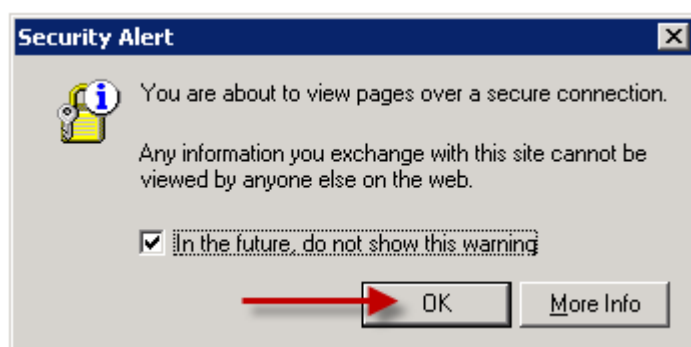 Security Alert
You are about to view pages over a secure connection.
Any information you exchange with this site cannot be
viewed by anyone else on the web.
In the future, do not show this warning
OK
More Info